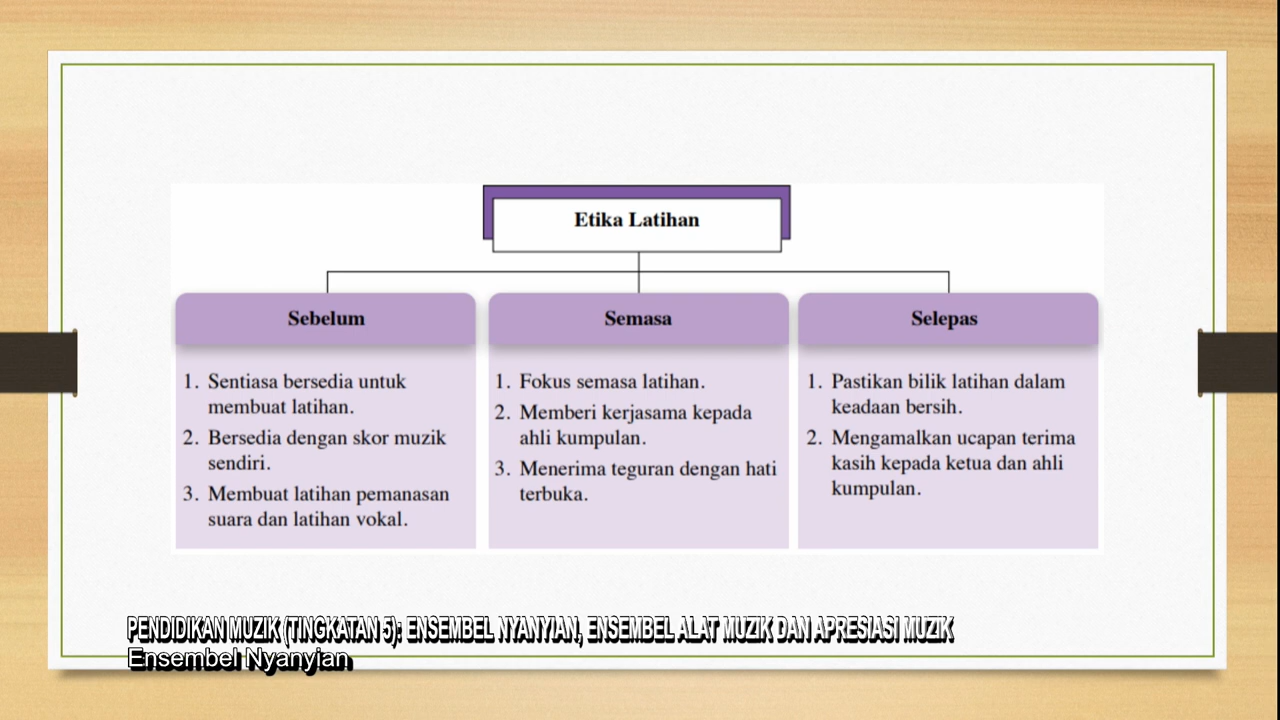 Etika Latihan
Sebelum
1. Sentiasa bersedia untuk
membuat latihan.
2. Bersedia dengan skor muzik
sendiri.
3. Membuat latihan pemanasan
suara dan latihan vokal.
Semasa
1. Fokus semasa latihan.
2. Memberi kerjasama kepada
ahli kumpulan.
3. Menerima teguran dengan hati
terbuka.
Selepas
1. Pastikan bilik latihan dalam
keadaan bersih.
2. Mengamalkan ucapan terima
kasih kepada ketua dan ahli
kumpulan.
PENDIDIKAN MUZIK (TINGKATAN 5): ENSEMBEL NYANYIAN, ENSEMBEL ALAT MUZIK DAN APRESIASI MUZIK
Ensembel Nyanyian